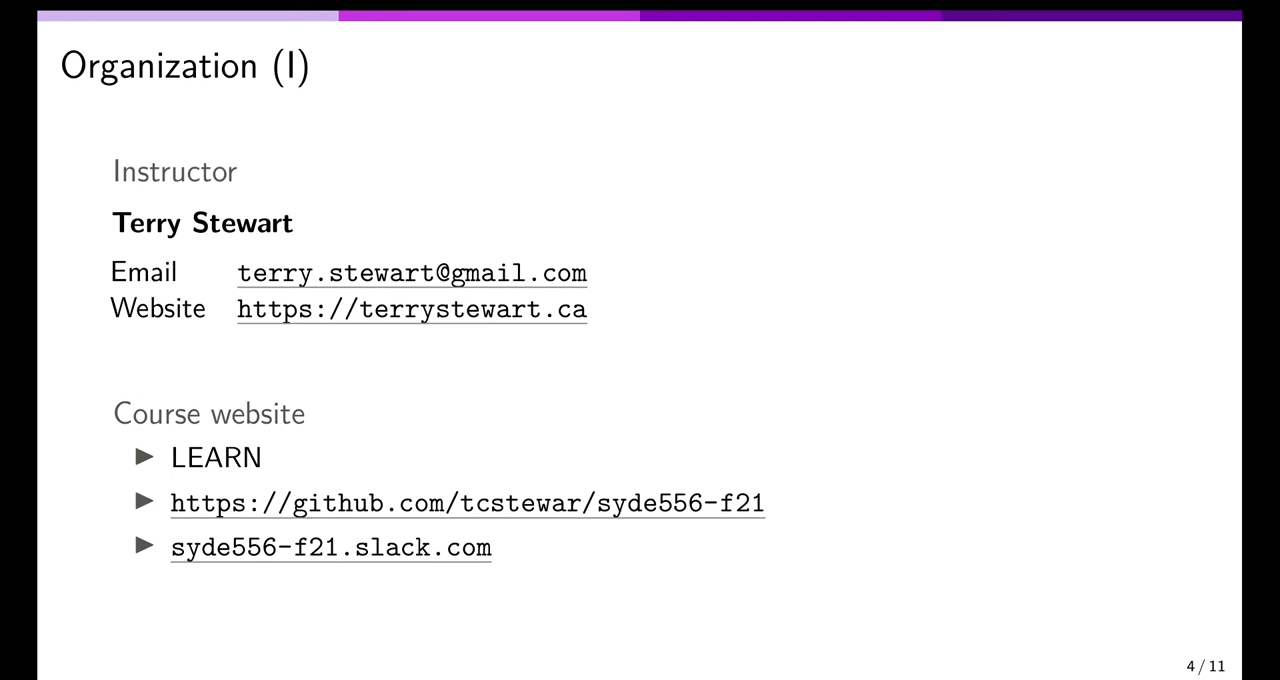 Organization (I)
Instructor
Terry Stewart
Email terry.stewart@gmail.com
Website https://terrystewart.ca
Course website
▶ LEARN
▶ https://github.com/tcstewar/syde556-f21
▶ syde556-f21.slack.com
4 / 11